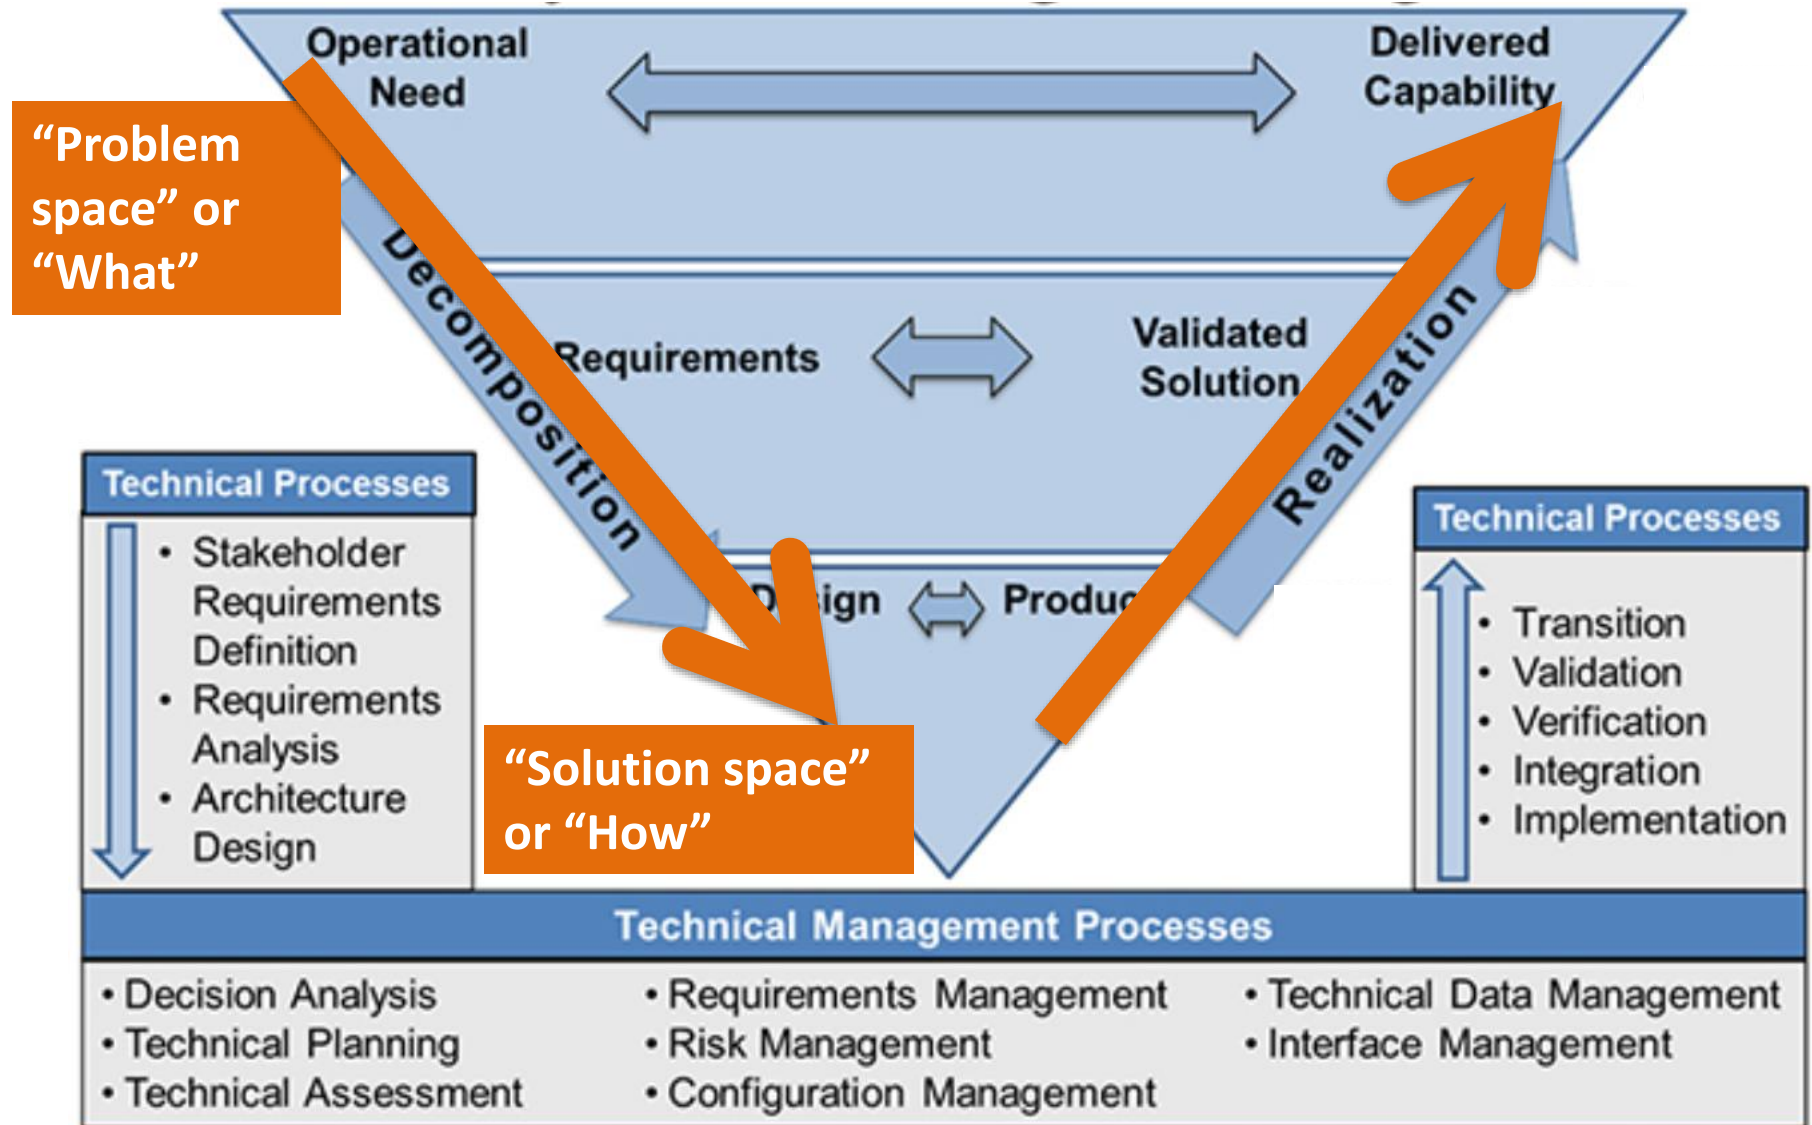 Operational
Need
Delivered
Capability
“Problem
space” or
“What”
Decomposition
Requirements
Validated
Solution
Realization
Technical Processes
• Stakeholder
Requirements
Definition
• Requirements
Analysis
• Architecture
Design
Technical Processes
• Transition
• Validation
• Verification
• Integration
• Implementation
“Solution space”
or “How”
Technical Management Processes
• Decision Analysis
• Technical Planning
• Technical Assessment
• Requirements Management
• Risk Management
• Configuration Management
• Technical Data Management
• Interface Management